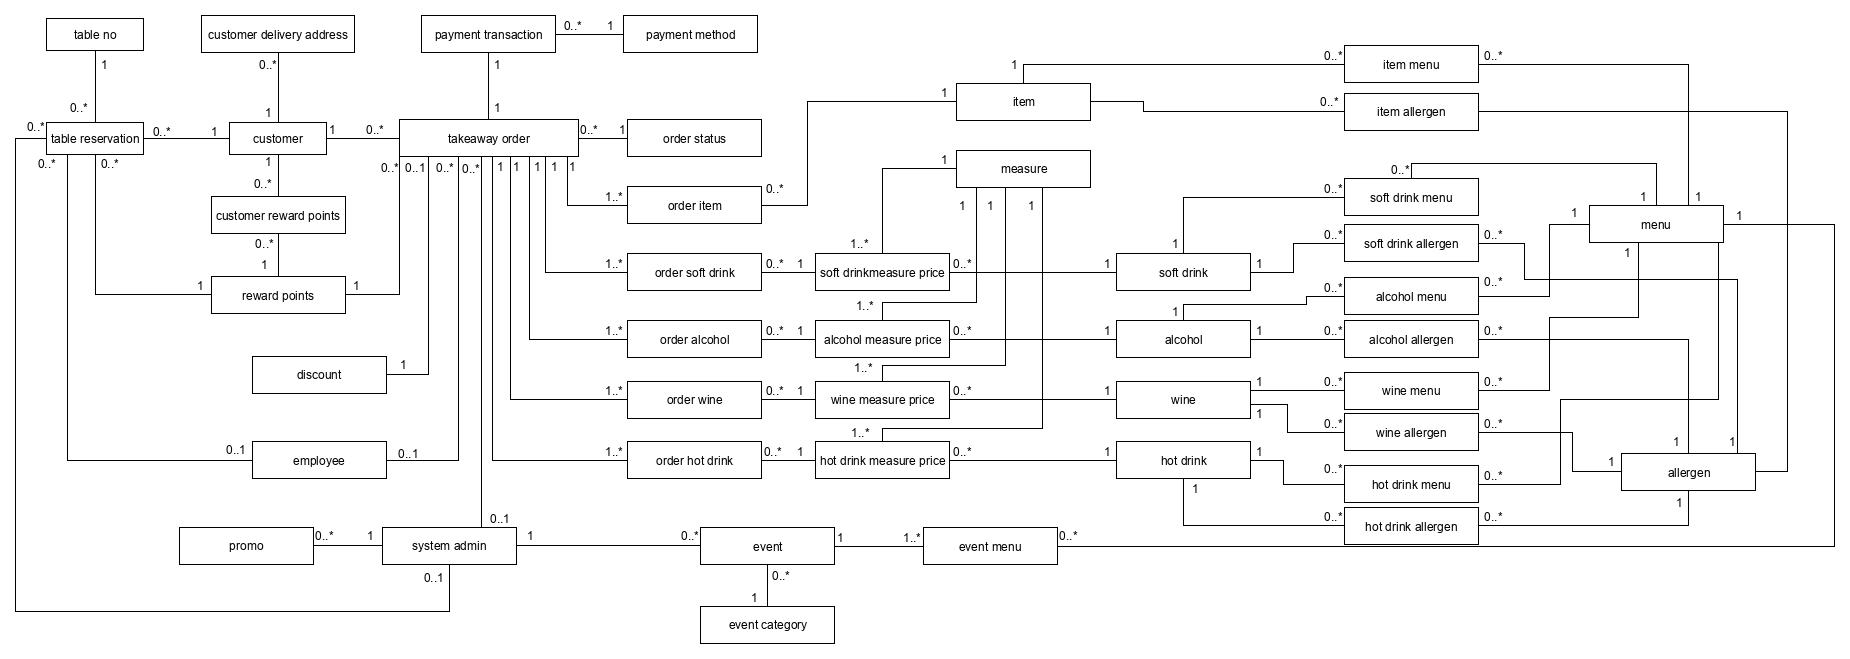 table no
customer delivery address
payment transaction
0..*
1
payment method
1
0..*
1
0..*
1
1
0..*
item menu
0..*
1
item
0..*
item allergen
0..*
1
1
0..*
table reservation
0..*
1
customer
1
0..*
takeaway order
0..*
1
order status
0..*
0..*
1
0..*
0..1
0..*
0..*
1
1
1
1
1
1
measure
0..*
customer reward points
0..*
1..*
order item
0..*
1
1
1
0..*
soft drink menu
1
1
1
menu
1
0..*
1
1
reward points
1
1..*
order soft drink
0..*
1
1..*
soft drinkmeasure price
0..*
1
1
soft drink
1
0..*
soft drink allergen
0..*
1
1..*
order alcohol
0..*
1
1..*
alcohol measure price
0..*
1
1
alcohol
1
0..*
alcohol menu
0..*
0..*
alcohol allergen
0..*
discount
1
1..*
order wine
0..*
1
1..*
wine measure price
0..*
1
wine
1
1
0..*
wine menu
0..*
0..*
wine allergen
0..*
0..1
employee
0..1
1..*
order hot drink
0..*
1
1..*
hot drink measure price
0..*
1
hot drink
1
1
0..*
hot drink menu
0..*
1
1
1
allergen
1
0..*
hot drink allergen
0..*
promo
0..*
1
0..1
system admin
1
0..1
0..*
event
1
0..*
1..*
event menu
0..*
1
event category